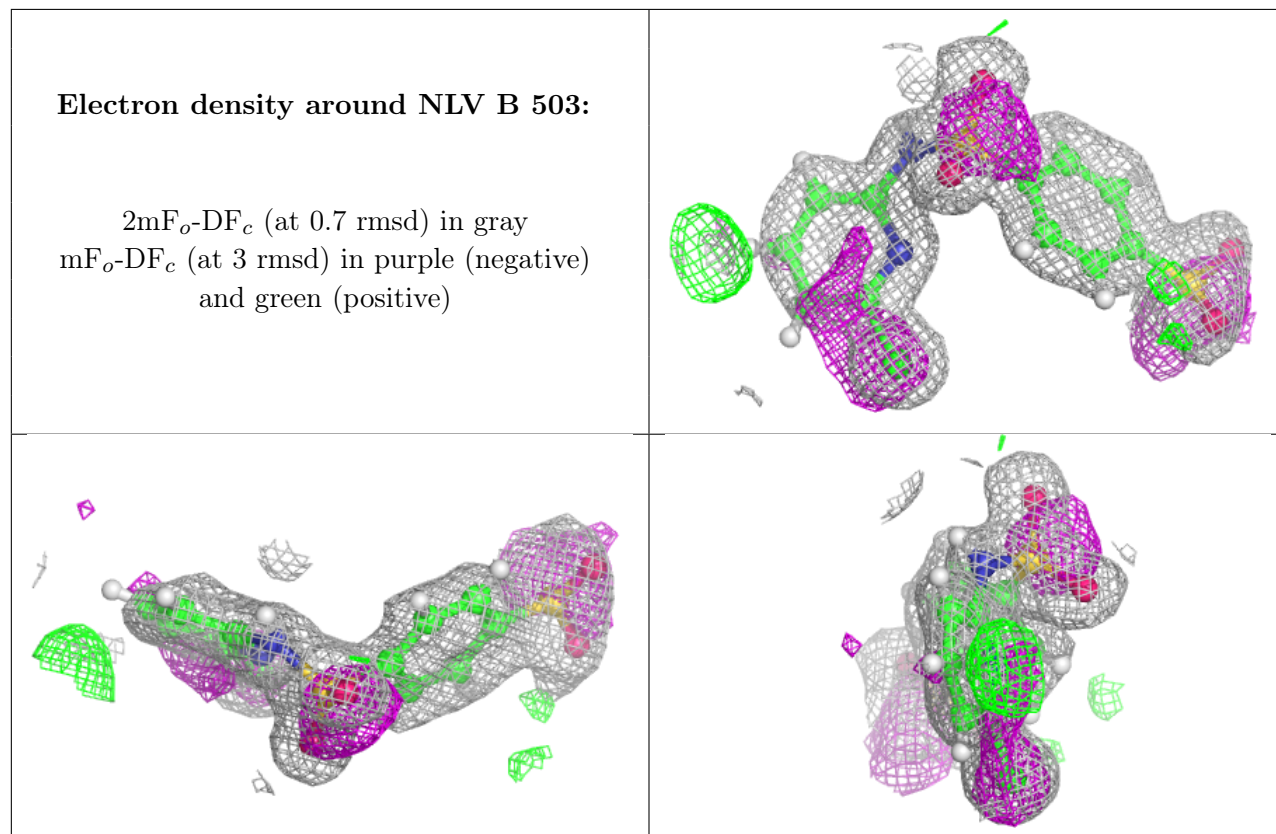 Electron density around NLV B 503:
2mFo-DFc (at 0.7 rmsd) in gray
mFo-DFc (at 3 rmsd) in purple (negative)
and green (positive)